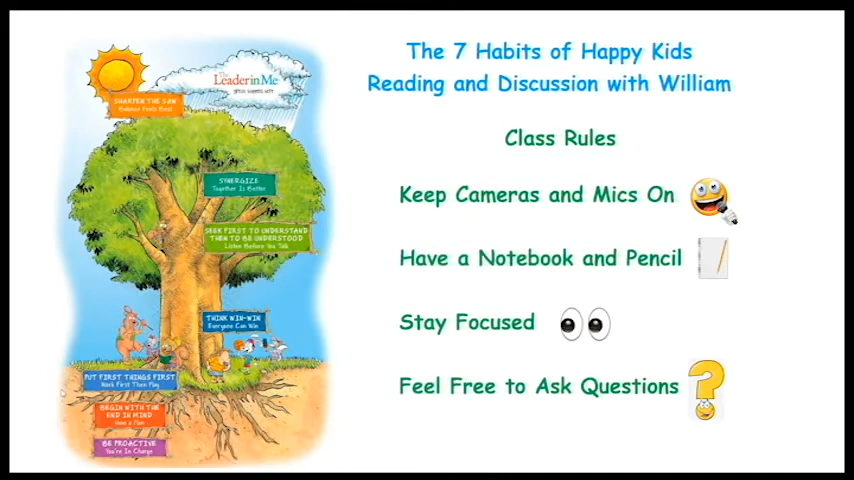 The 7 Habits of Happy Kids
Reading and Discussion with William
Class Rules
Keep Cameras and Mics On
Have a Notebook and Pencil
Stay Focused
Feel Free to Ask Questions
The
LeaderinMe
SHARPEN THE SAW
Balance Feels Best
SYNERGIZE
Together Is Better
SEEK FIRST TO UNDERSTAND
THEN TO BE UNDERSTOOD
Listen Before You Talk
THINK WIN-WIN
Everyone Can Win
PUT FIRST THINGS FIRST
Work First Then Play
BEGIN WITH THE
END IN MIND
Have a Plan
BE PROACTIVE
You're In Charge